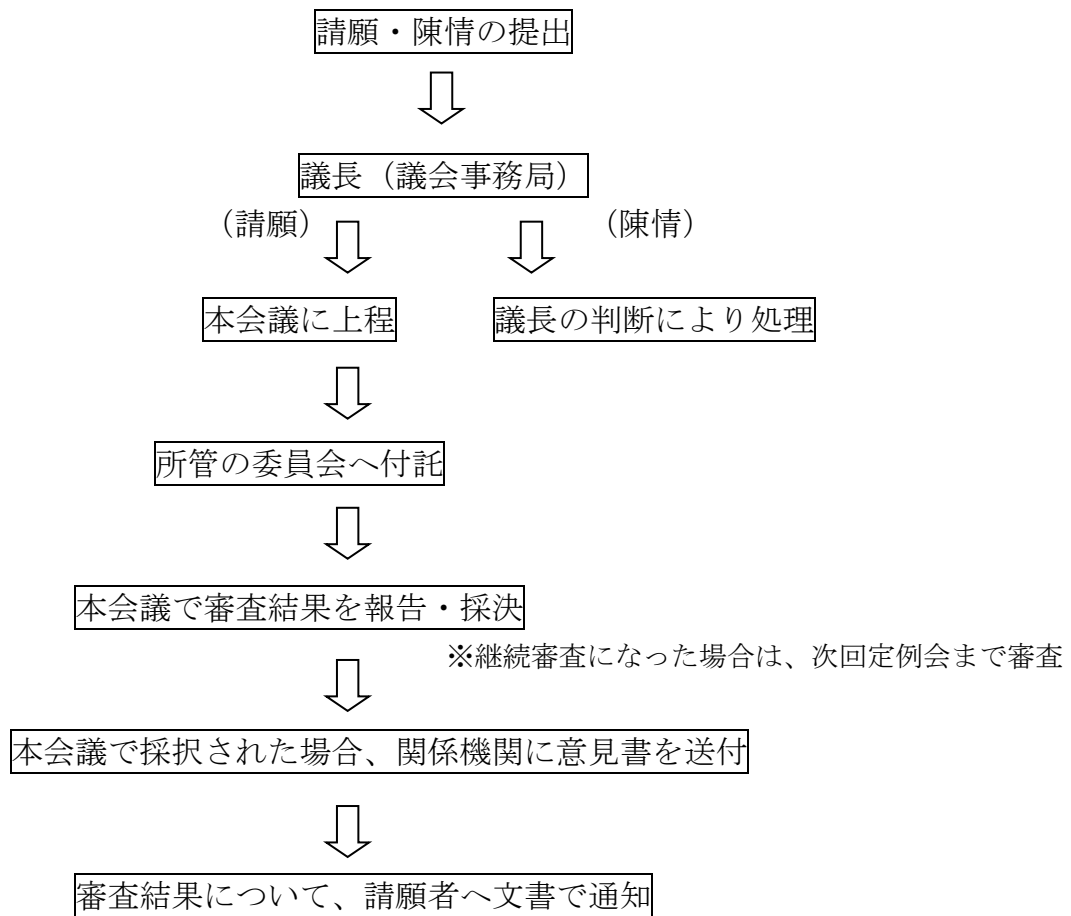 請願・陳情の提出
議長（議会事務局）
（請願）
（陳情）
本会議に上程
議長の判断により処理
所管の委員会へ付託
本会議で審査結果を報告・採決
※継続審査になった場合は、次回定例会まで審査
本会議で採択された場合、関係機関に意見書を送付
審査結果について、請願者へ文書で通知